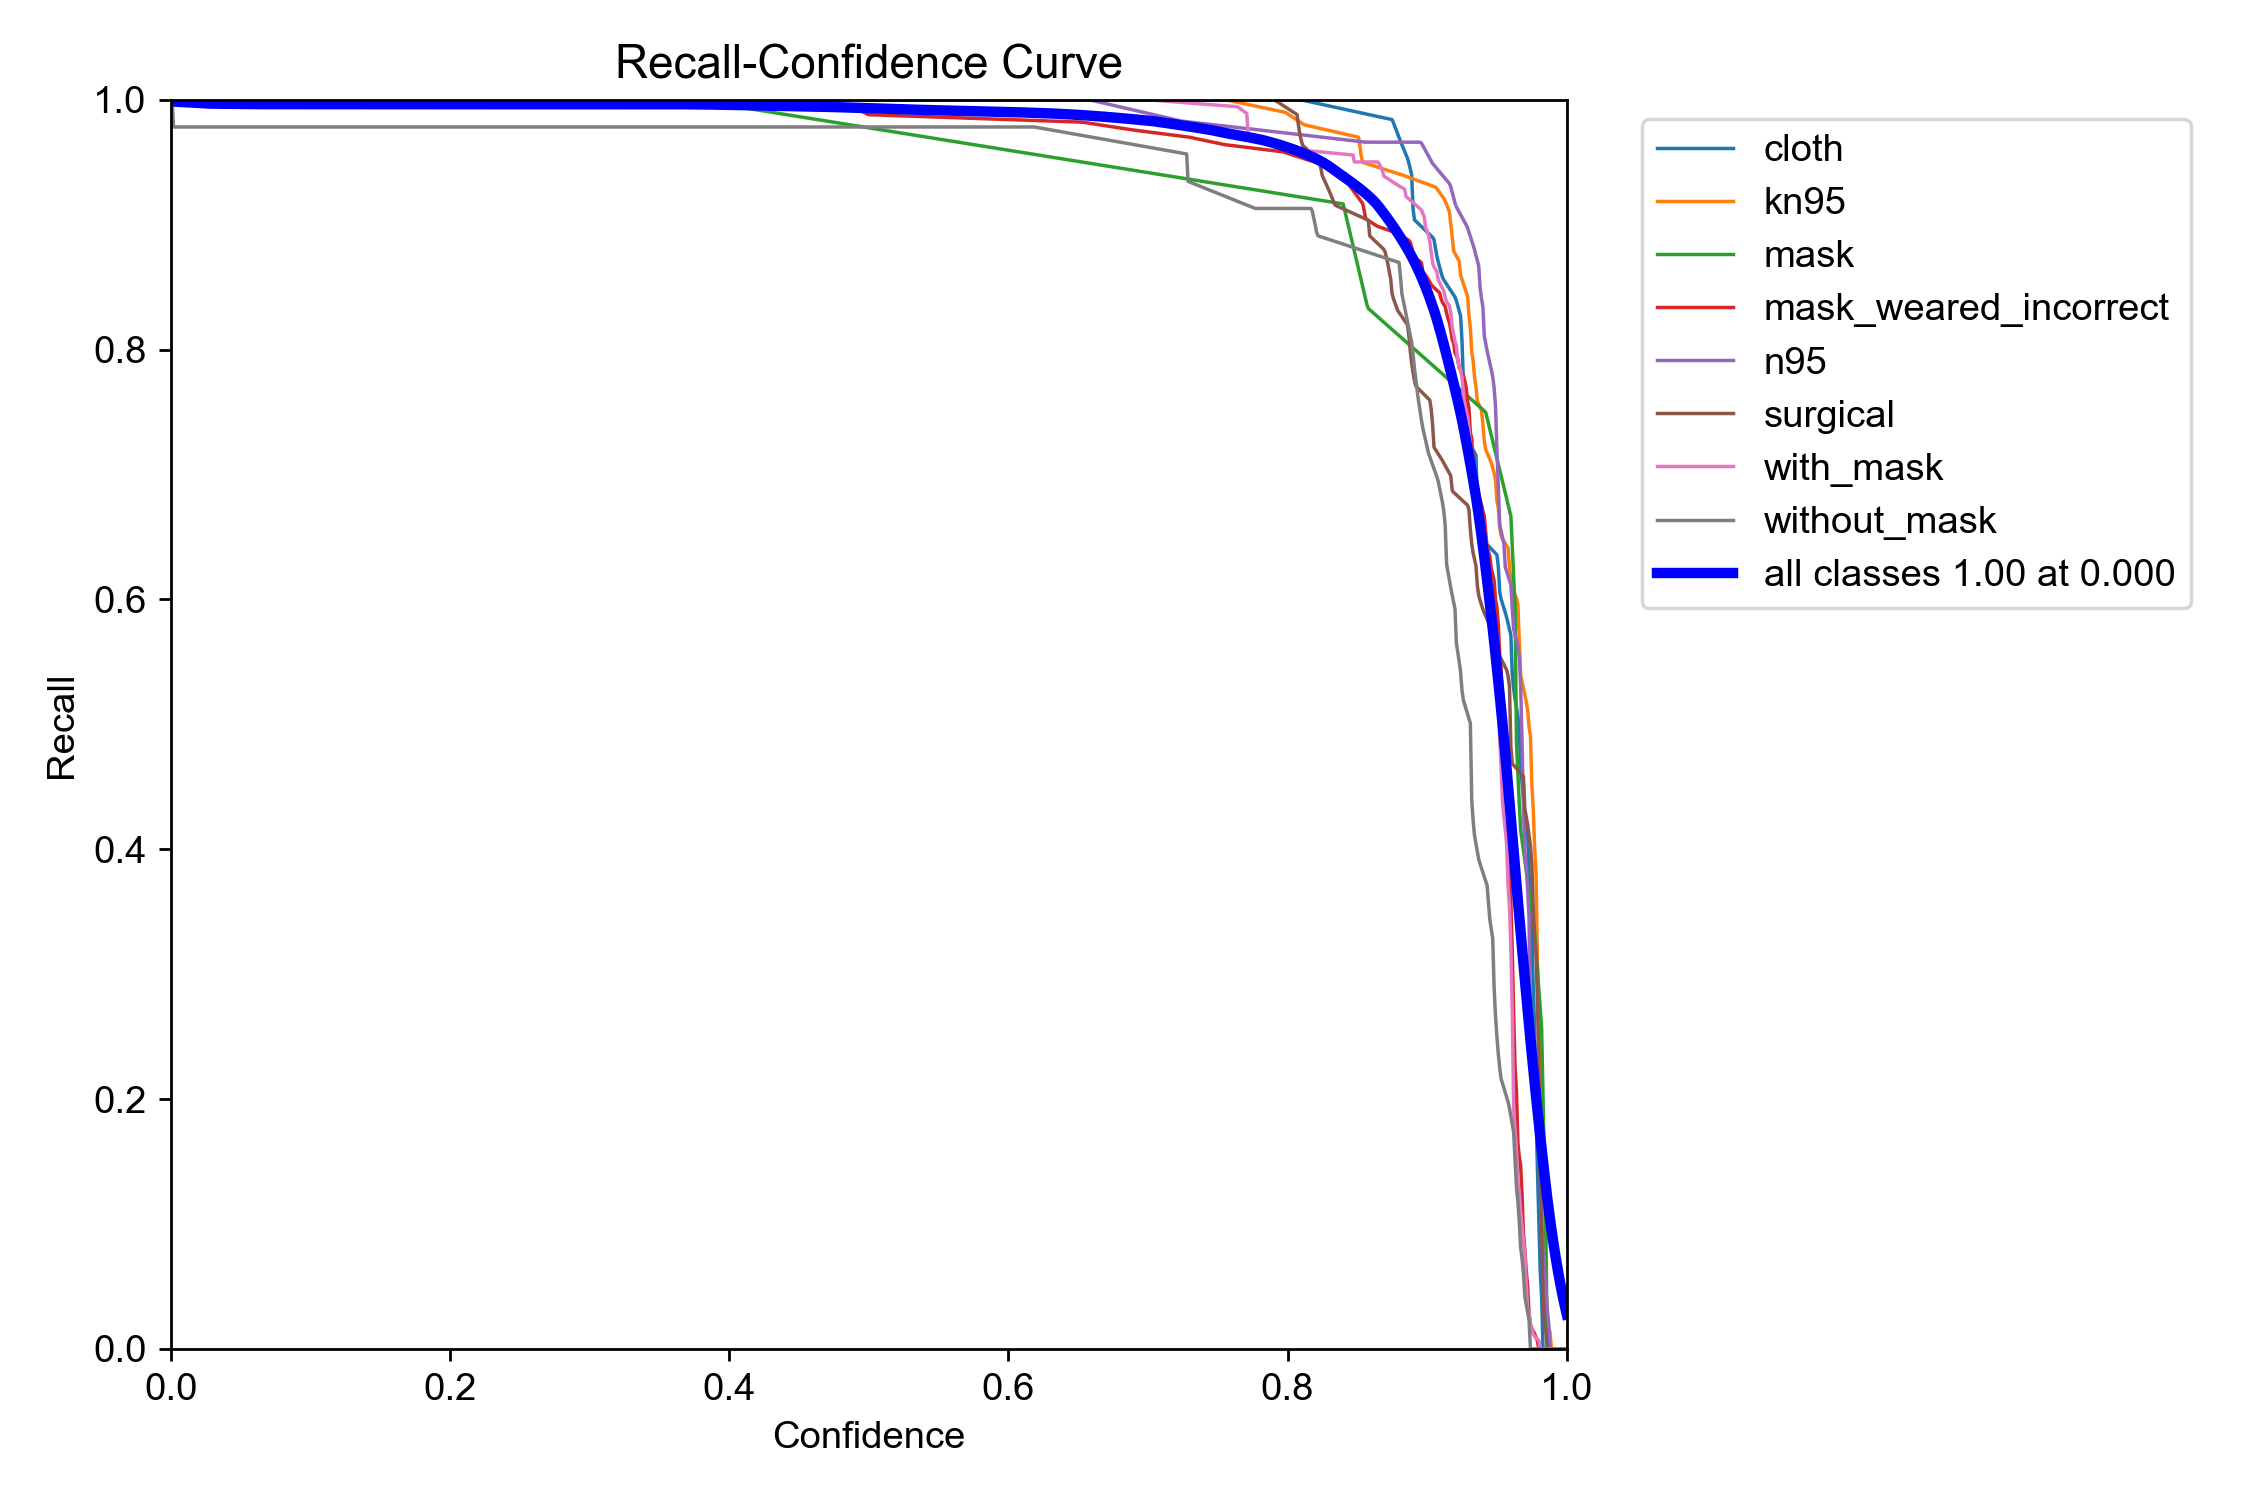 Recall-Confidence Curve
1.0
0.8
0.6
0.4
0.2
0.0
Recall
0.0 0.2 0.4 0.6 0.8 1.0
Confidence
cloth
kn95
mask
mask_weared_incorrect
n95
surgical
with_mask
without_mask
all classes 1.00 at 0.000